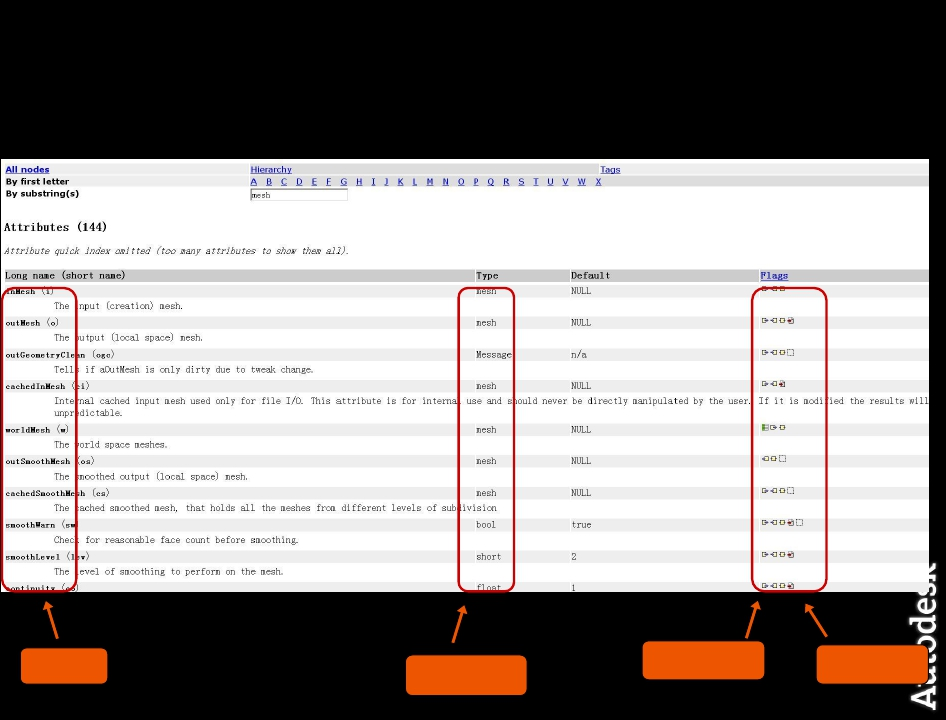 All nodes Hierarchy Tags
By first letter A B C D E F G H I J K L M N O P Q R S T U V W X
By substring(s) mesh
Attributes (144)
Attribute quick index omitted (too many attributes to show them all).
Long name (short name) Type Default Flags
inMesh (i) mesh NULL
The input (creation) mesh.
outMesh (o) mesh NULL
The output (local space) mesh.
outGeometryClean (ogc) Message n/a
Tells if aOutMesh is only dirty due to tweak change.
cachedInMesh (ci) mesh NULL
Internal cached input mesh used only for file I/O. This attribute is for internal use and should never be directly manipulated by the user. If it is modified the results will
unpredictable.
worldMesh (w) mesh NULL
The world space meshes.
outSmoothMesh (os) mesh NULL
The smoothed output (local space) mesh.
cachedSmoothMesh (cs) mesh NULL
The cached smoothed mesh, that holds all the meshes from different levels of subdivision
smoothWarn (sw) bool true
Check for reasonable face count before smoothing.
smoothLevel (lev) short 2
The level of smoothing to perform on the mesh.
continuity (co) float 1
Autodesk